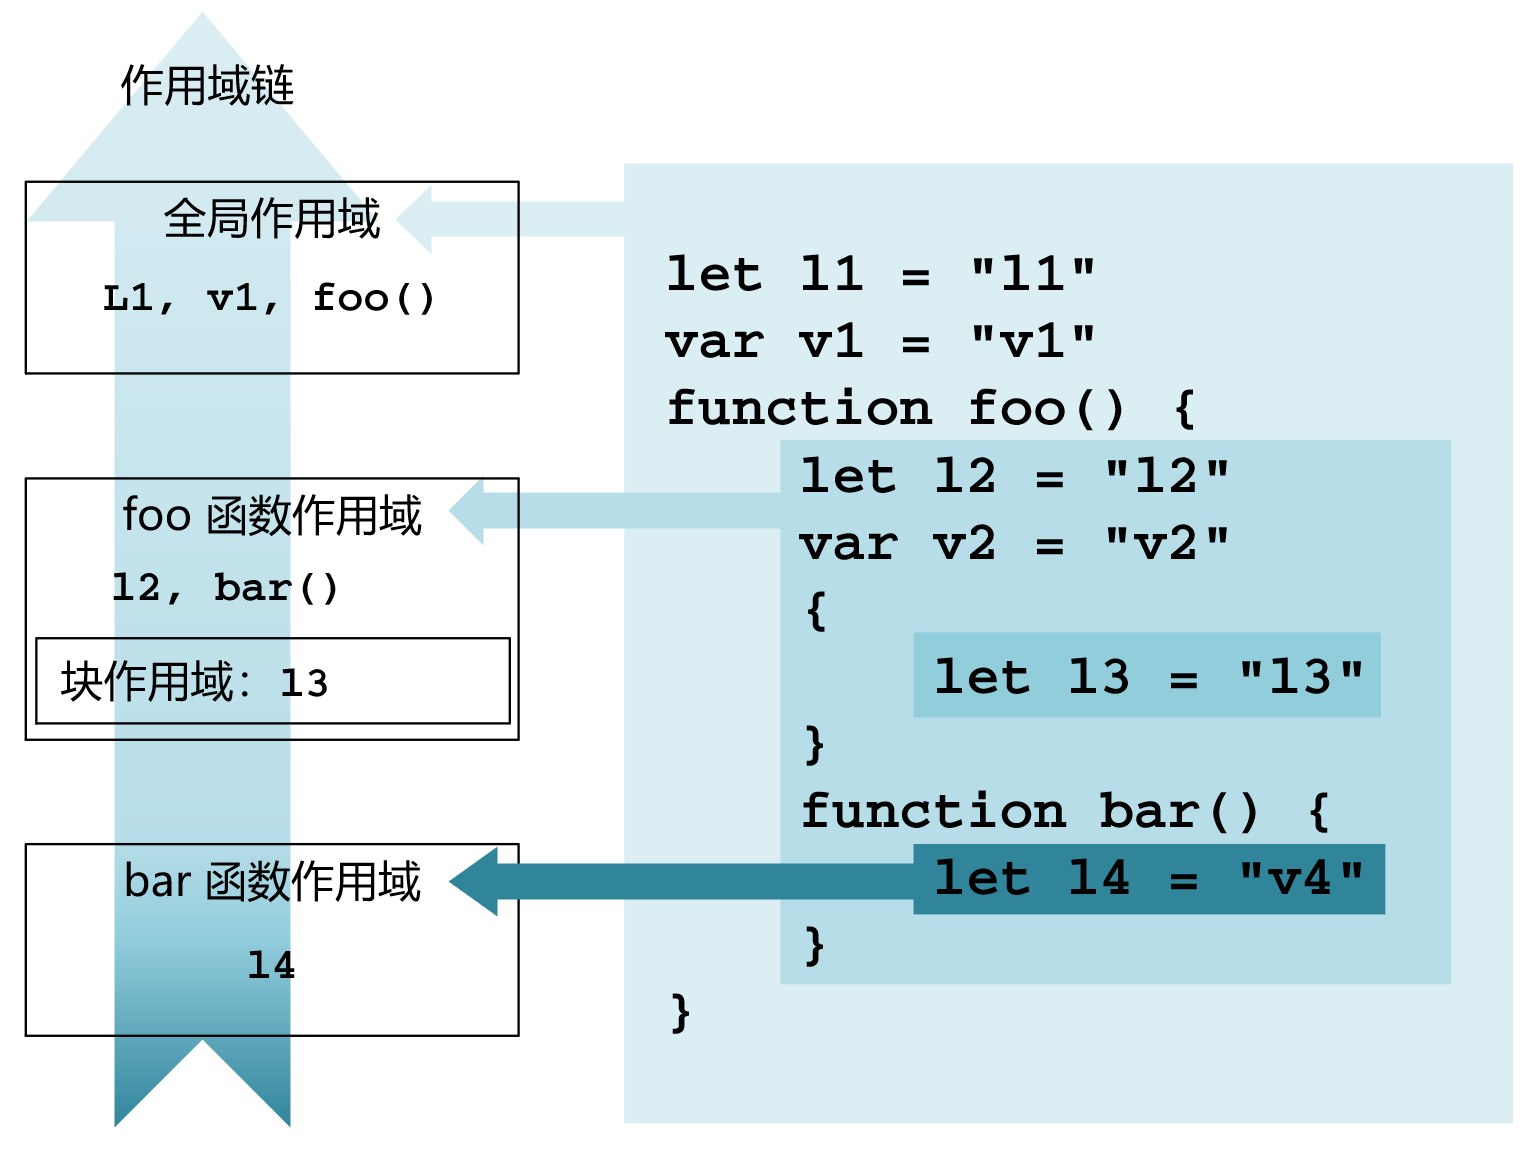 作用域链
全局作用域
L1, v1, foo()
foo 函数作用域
l2, bar()
块作用域：l3
bar 函数作用域
l4
let l1 = "l1"
var v1 = "v1"
function foo() {
let l2 = "l2"
var v2 = "v2"
{
let l3 = "l3"
}
function bar() {
let l4 = "v4"
}
}